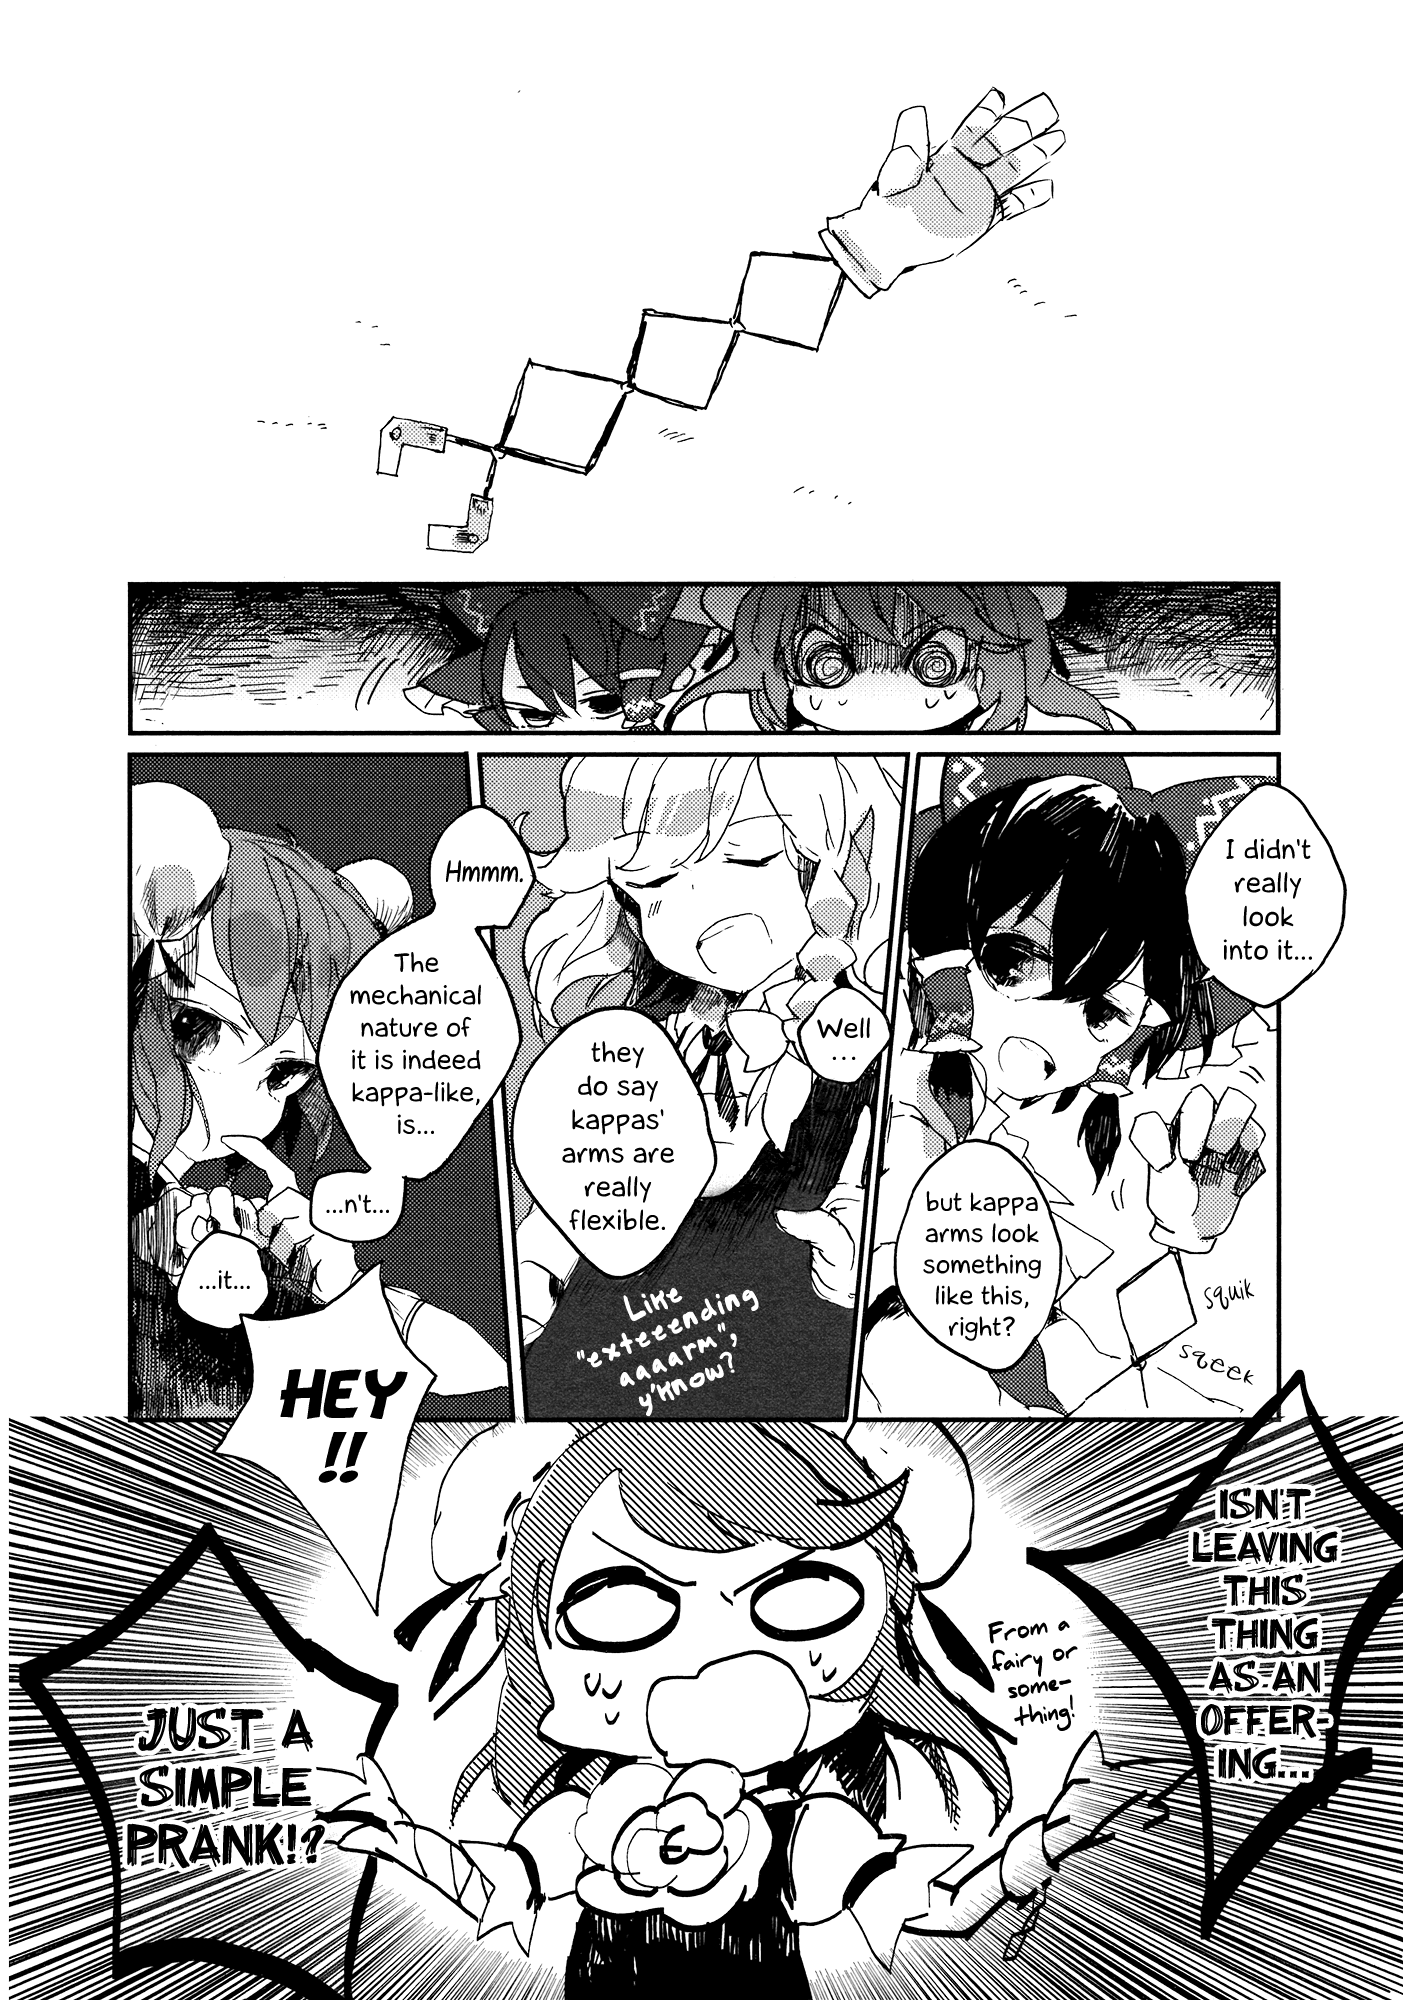 I didn't
really
look
into it...
but kappa
arms look
something
like this,
right?
squik
squeek
Well
...
they
do say
kappas'
arms are
really
flexible.
Like
"exteeending
aaaarm",
y'know?
Hmmm.
The
mechanical
nature of
it is indeed
kappa-like,
is...
...n't...
...it...
HEY
!!
ISN'T
LEAVING
THIS
THING
AS AN
OFFER-
ING...
From a
fairy or
some-
thing!
JUST A
SIMPLE
PRANK!?